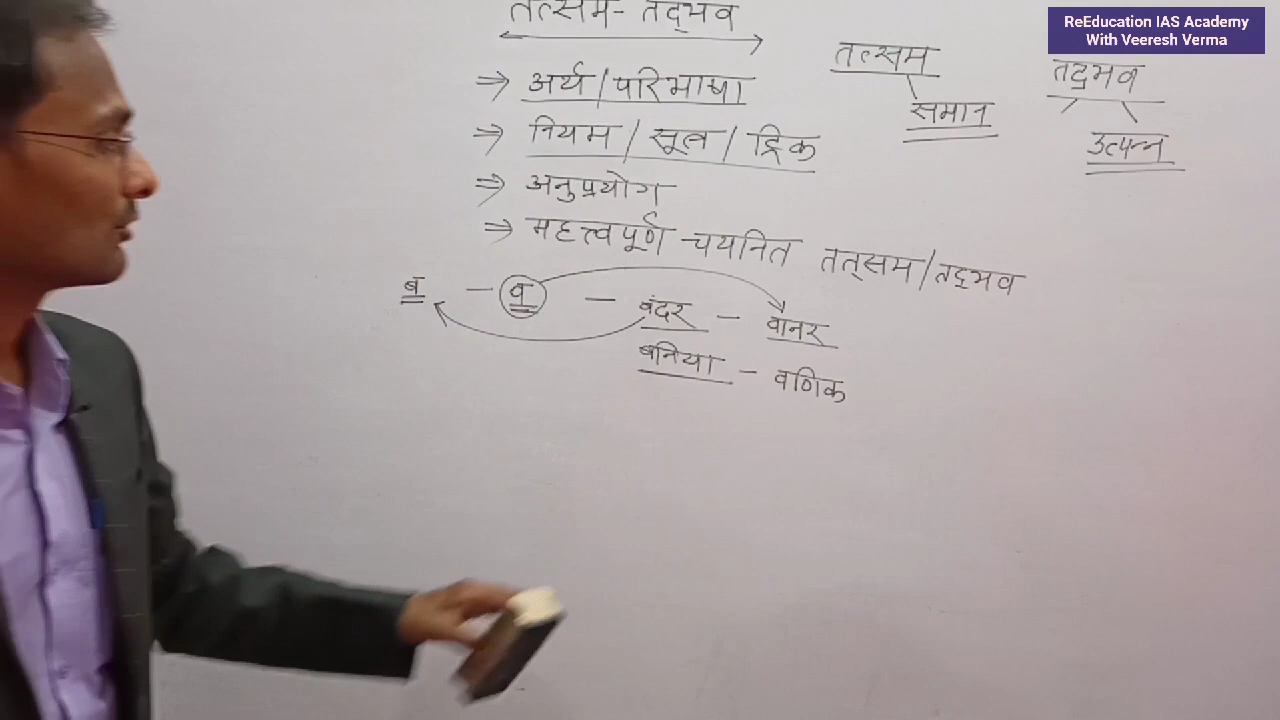 तत्सम - तद्भव
ReEducation IAS Academy
With Veeresh Verma
तत्सम
समान
तद्भव
उत्पन्न
⇒ अर्थ / परिभाषा
⇒ नियम / सूत्र / ट्रिक
⇒ अनुप्रयोग
⇒ महत्त्वपूर्ण चयनित तत्सम / तद्भव
ब - व - बंदर - वानर
बनिया - वणिक